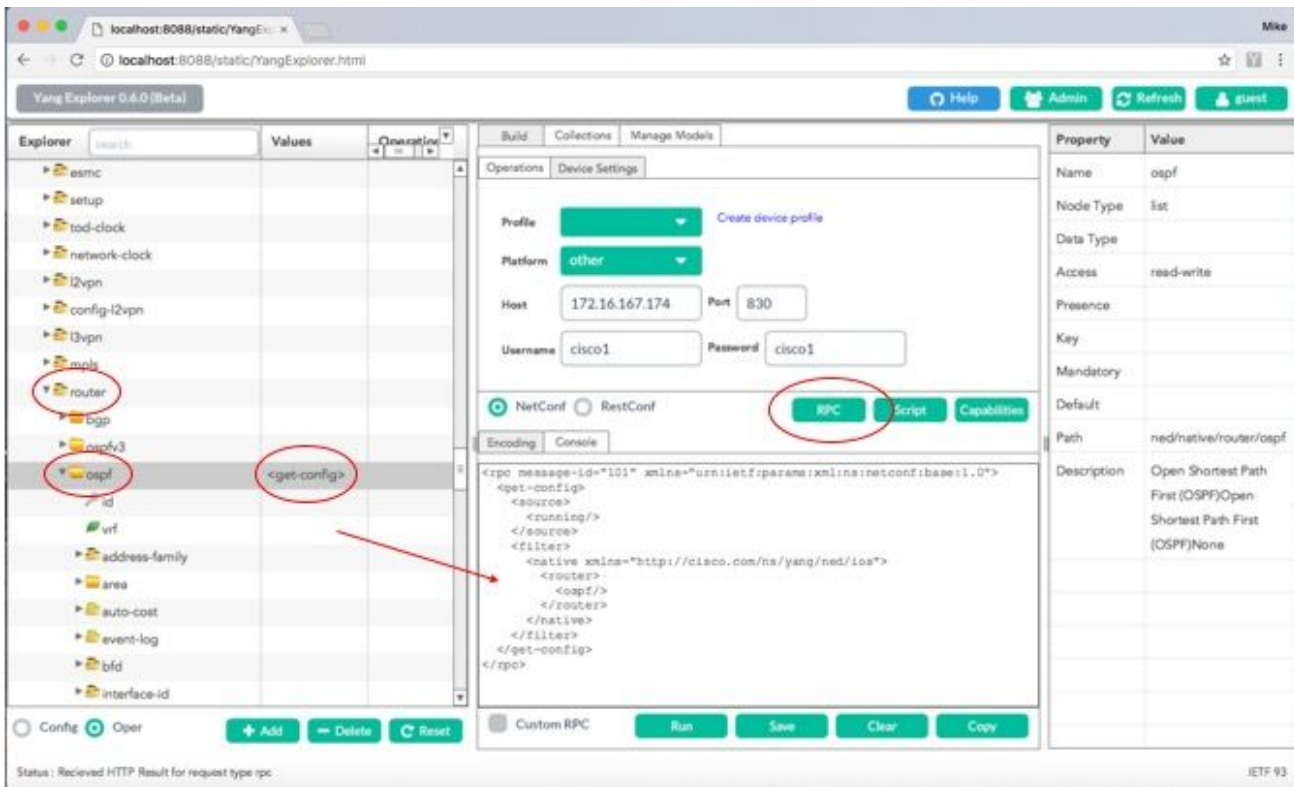 localhost:8088/static/YangEx
Mike
localhost:8088/static/YangExplorer.html
Yang Explorer 0.6.0 (Beta)
Help
Admin
Refresh
guest
Explorer
search
Values
Operation
esmc
setup
tod-clock
network-clock
l2vpn
config-l2vpn
l3vpn
mpls
router
bgp
ospfv3
ospf
<get-config>
id
vrf
address-family
area
auto-cost
event-log
bfd
interface-id
Config
Oper
Add
Delete
Reset
Build
Collections
Manage Models
Operations
Device Settings
Profile
Create device profile
Platform
other
Host
172.16.167.174
Port
830
Username
cisco1
Password
cisco1
NetConf
RestConf
RPC
Script
Capabilities
Encoding
Console
<rpc message-id="101" xmlns="urn:ietf:params:xml:ns:netconf:base:1.0">
<get-config>
<source>
<running/>
</source>
<filter>
<native xmlns="http://cisco.com/ns/yang/ned/ios">
<router>
<ospf/>
</router>
</native>
</filter>
</get-config>
</rpc>
Custom RPC
Run
Save
Clear
Copy
Property
Value
Name
ospf
Node Type
list
Data Type
Access
read-write
Presence
Key
Mandatory
Default
Path
ned/native/router/ospf
Description
Open Shortest Path
First (OSPF)Open
Shortest Path First
(OSPF)None
Status : Recieved HTTP Result for request type rpc
IETF 93